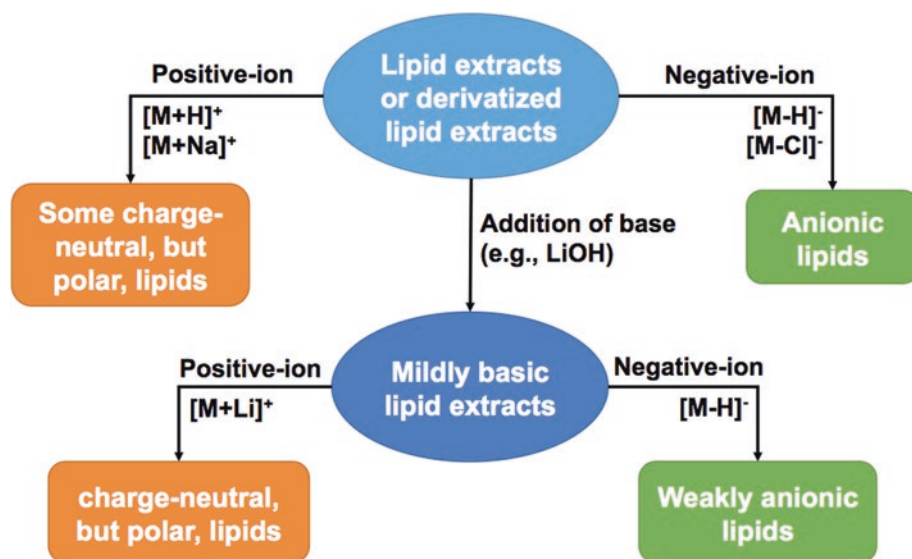 Lipid extracts
or derivatized
lipid extracts
Positive-ion
[M+H]⁺
[M+Na]⁺
Negative-ion
[M-H]⁻
[M-Cl]⁻
Some charge-
neutral, but
polar, lipids
Anionic
lipids
Addition of base
(e.g., LiOH)
Mildly basic
lipid extracts
Positive-ion
[M+Li]⁺
Negative-ion
[M-H]⁻
charge-neutral,
but polar, lipids
Weakly anionic
lipids